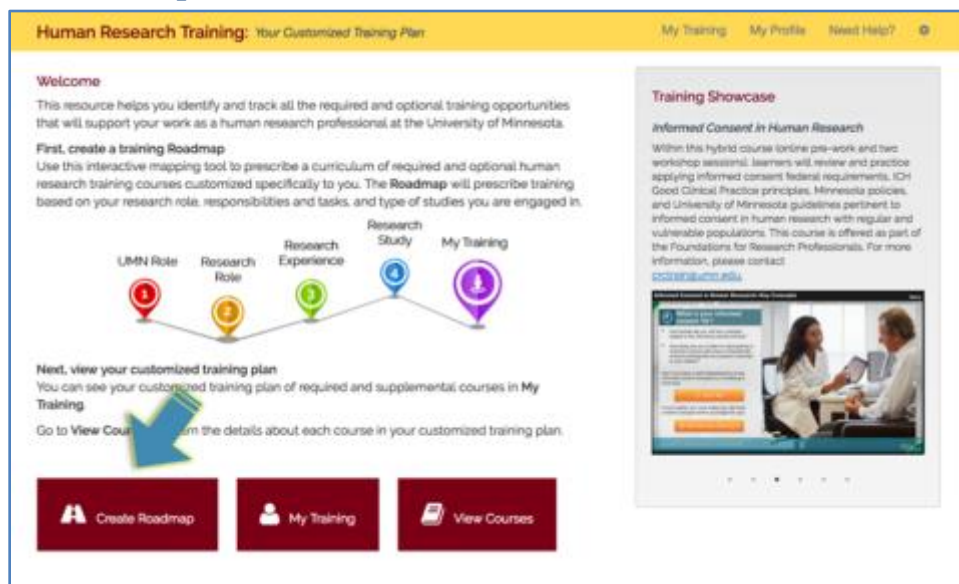 Human Research Training: Your Customized Training Plan
My Training My Profile Need Help?
Welcome
This resource helps you identify and track all the required and optional training opportunities
that will support your work as a human research professional at the University of Minnesota.
First, create a training Roadmap
Use this interactive mapping tool to prescribe a curriculum of required and optional human
research training courses customized specifically to you. The Roadmap will prescribe training
based on your research role, responsibilities and tasks, and type of studies you are engaged in.
UMN Role
Research
Role
Research
Experience
Research
Study
My Training
1
2
3
4
Next, view your customized training plan
You can see your customized training plan of required and supplemental courses in My
Training.
Go to View the details about each course in your customized training plan.
Create Roadmap
My Training
View Courses
Training Showcase
Informed Consent in Human Research
Within this hybrid course (online pre-work and two
workshop sessions), learners will review and practice
applying informed consent federal requirements, ICH
Good Clinical Practice principles, Minnesota policies,
and University of Minnesota guidelines pertinent to
informed consent in human research with regular and
vulnerable populations. This course is offered as part of
the Foundations for Research Professionals. For more
information, please contact
What is your informed